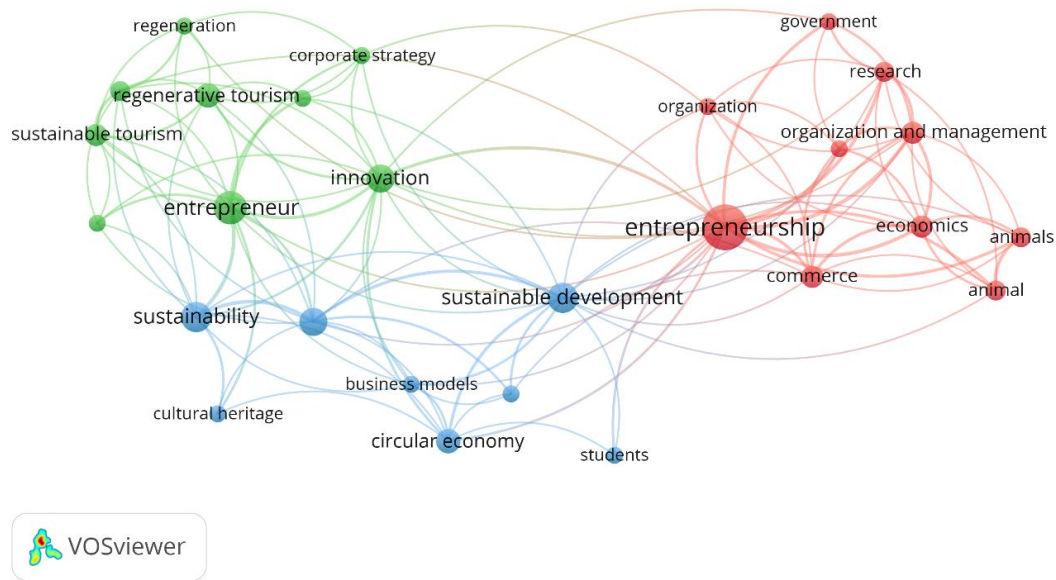 regeneration
government
corporate strategy
research
regenerative tourism
organization
sustainable tourism
organization and management
innovation
entrepreneur
entrepreneurship
economics
animals
commerce
animal
sustainable development
sustainability
business models
cultural heritage
circular economy
students
VOSviewer